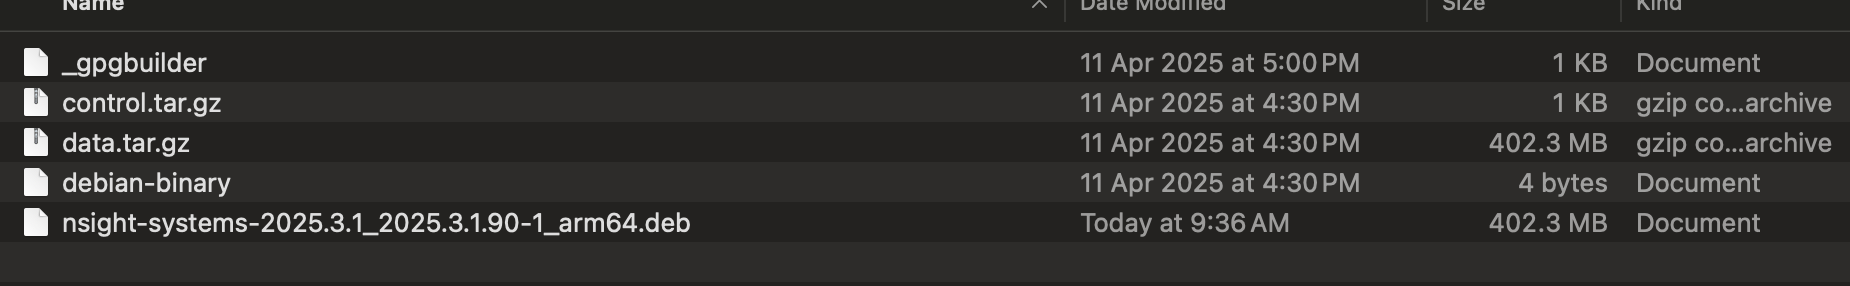 Name Date Modified Size Kind
_gpgbuilder 11 Apr 2025 at 5:00 PM 1 KB Document
control.tar.gz 11 Apr 2025 at 4:30 PM 1 KB gzip co...archive
data.tar.gz 11 Apr 2025 at 4:30 PM 402.3 MB gzip co...archive
debian-binary 11 Apr 2025 at 4:30 PM 4 bytes Document
nsight-systems-2025.3.1_2025.3.1.90-1_arm64.deb Today at 9:36 AM 402.3 MB Document